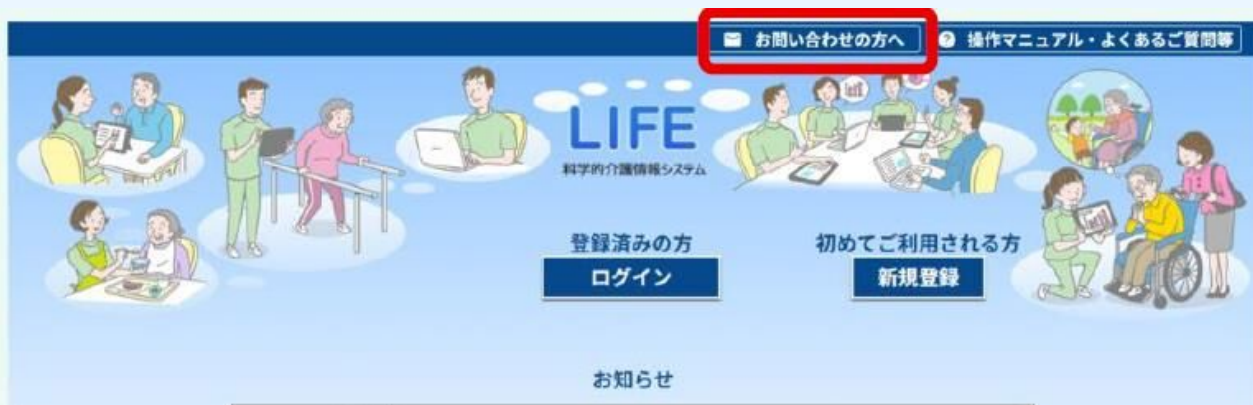 お問い合わせの方へ
操作マニュアル・よくあるご質問等
LIFE
科学的介護情報システム
登録済みの方
初めてご利用される方
ログイン
新規登録
お知らせ